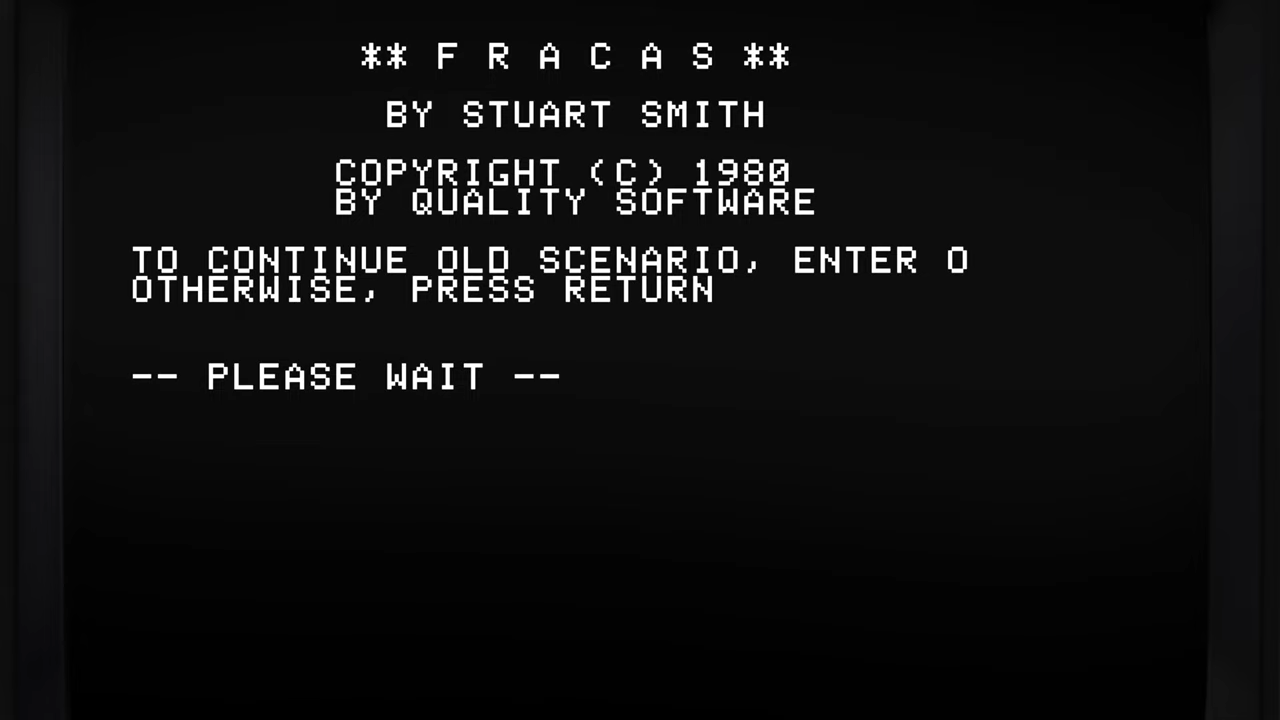 ** F R A C A S **
BY STUART SMITH
COPYRIGHT (C) 1980
BY QUALITY SOFTWARE
TO CONTINUE OLD SCENARIO, ENTER O
OTHERWISE, PRESS RETURN
-- PLEASE WAIT --